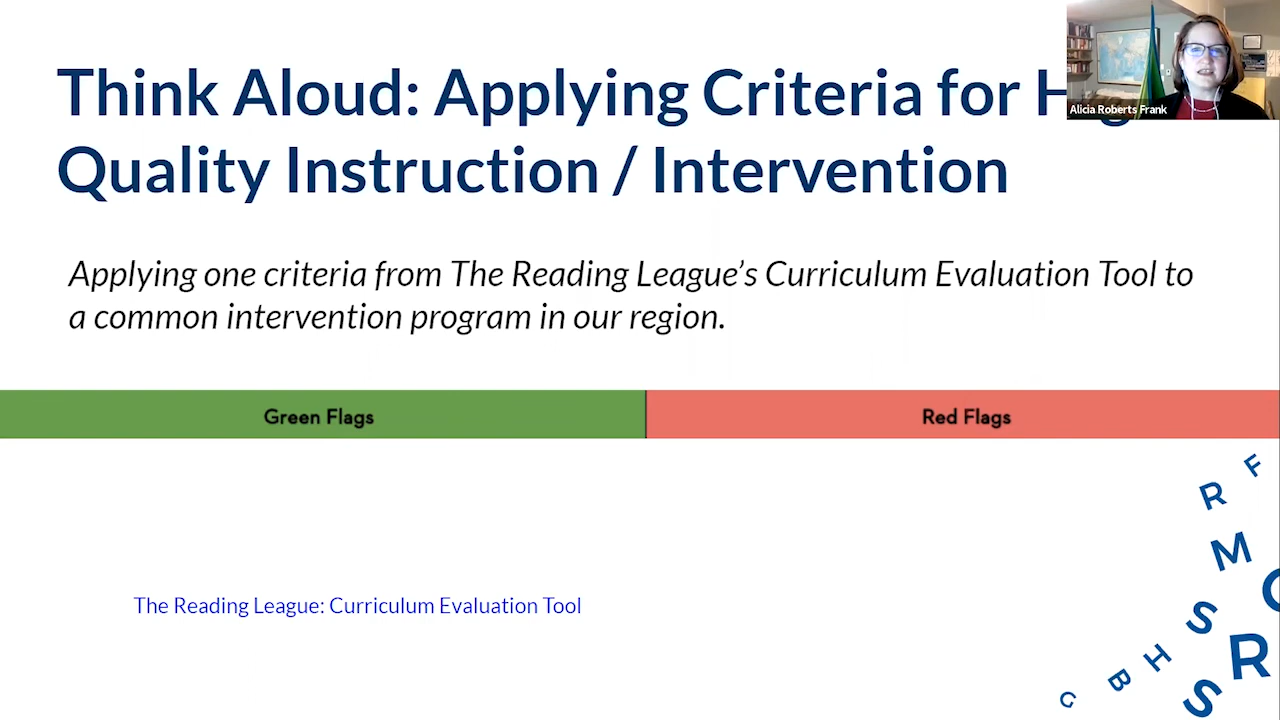 Think Aloud: Applying Criteria for
Quality Instruction / Intervention
Alicia Roberts Frank
Applying one criteria from The Reading League's Curriculum Evaluation Tool to
a common intervention program in our region.
Green Flags
Red Flags
The Reading League: Curriculum Evaluation Tool
F
R
M
S
R
H
B
G
S